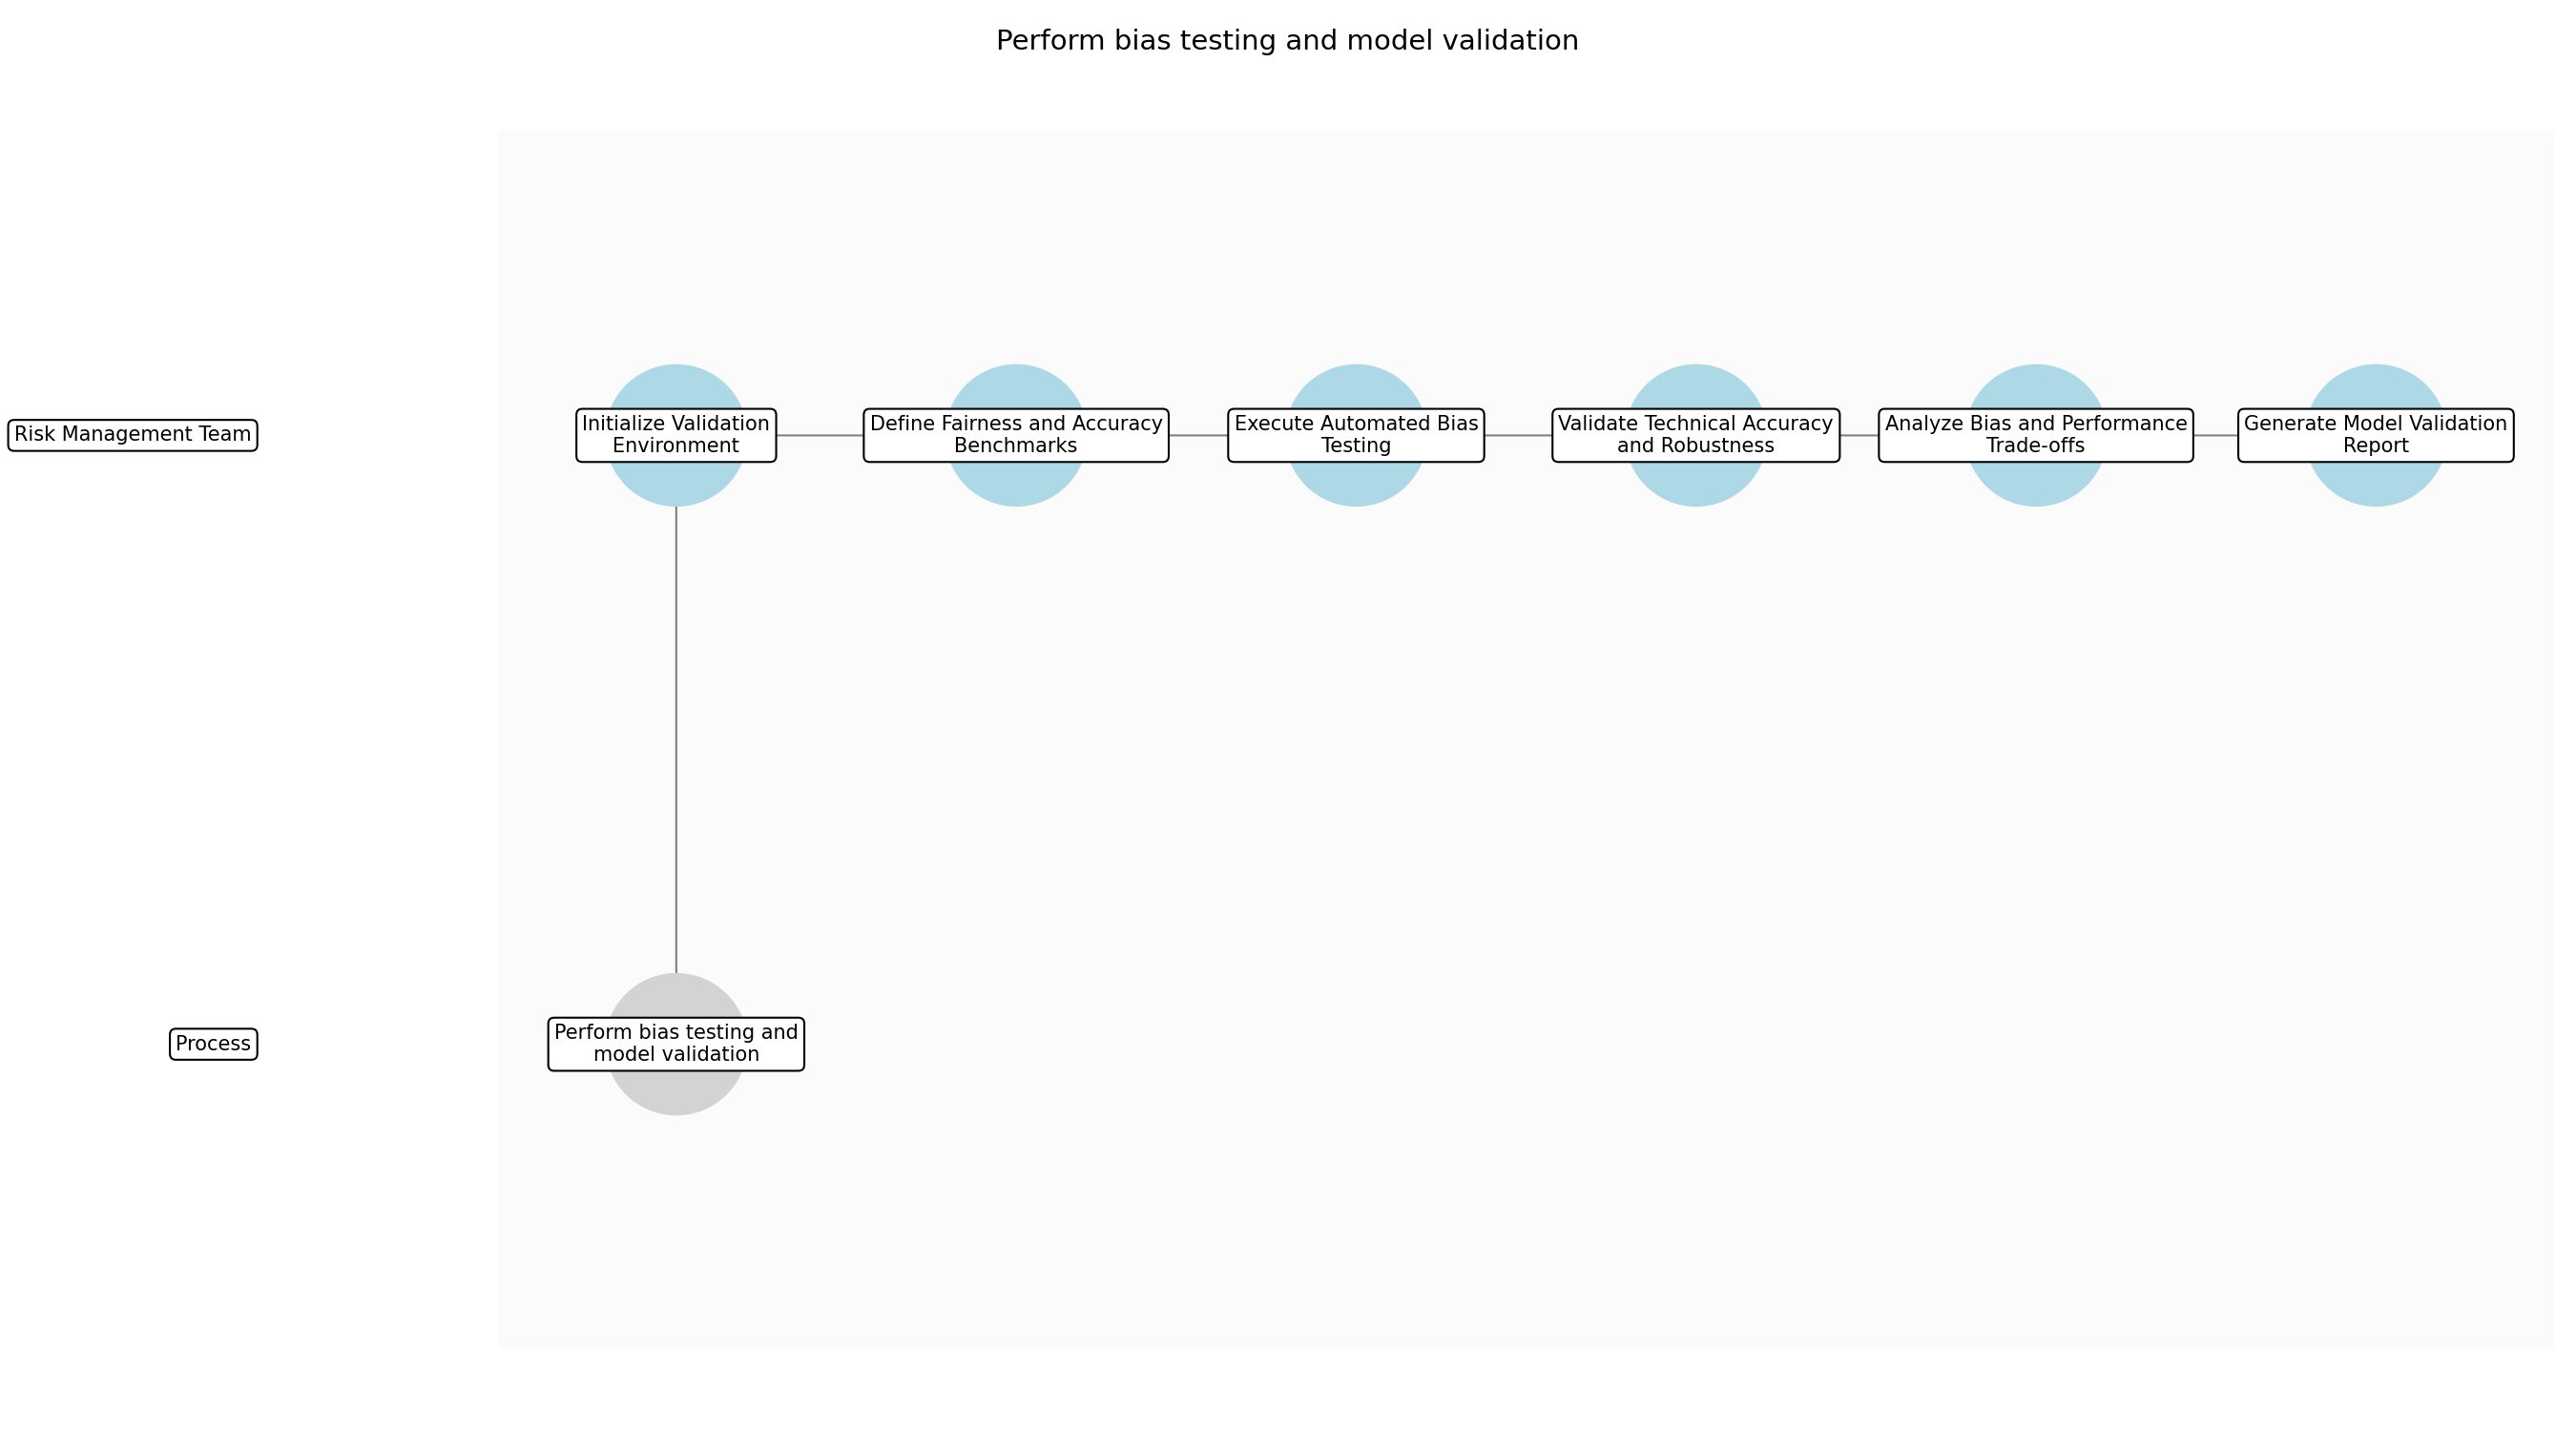 Perform bias testing and model validation
Risk Management Team
Initialize Validation
Environment
Define Fairness and Accuracy
Benchmarks
Execute Automated Bias
Testing
Validate Technical Accuracy
and Robustness
Analyze Bias and Performance
Trade-offs
Generate Model Validation
Report
Process
Perform bias testing and
model validation